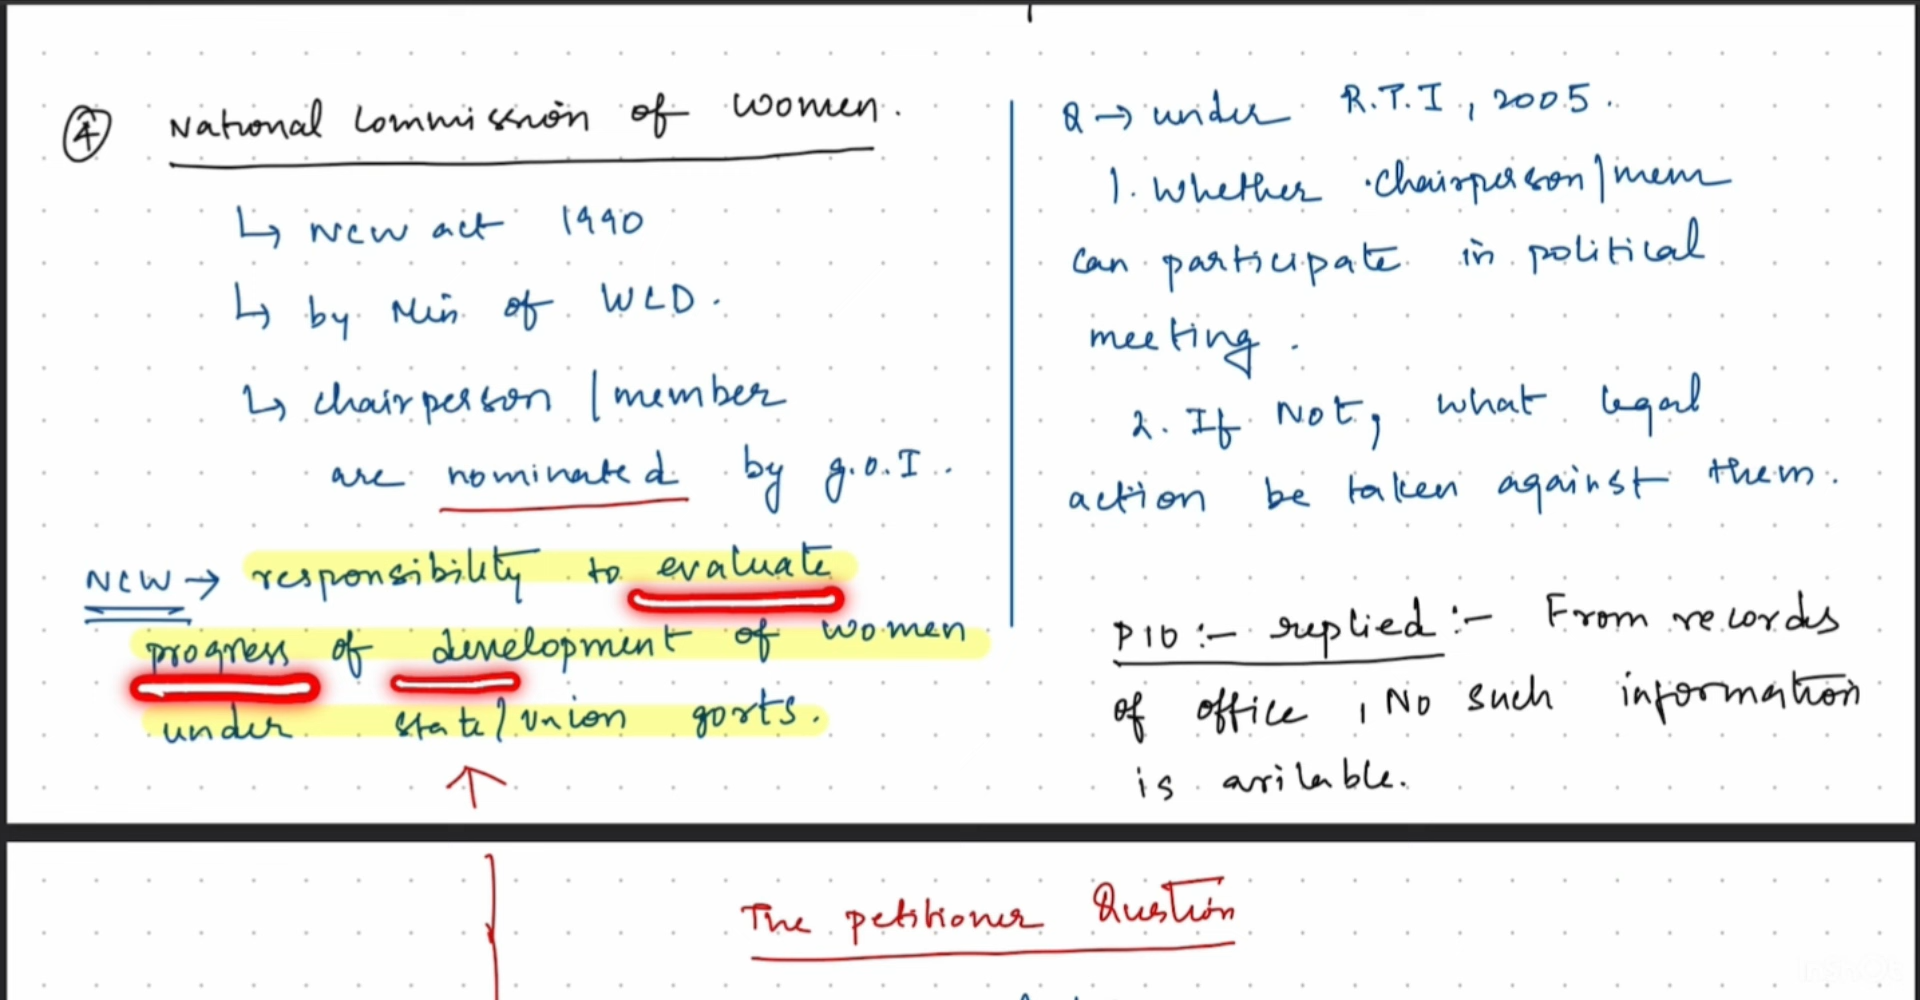 4 National Commission of Women.
↳ NCW act 1990
↳ by Min of WCD.
↳ chairperson / member
are nominated by g.o.I.
NCW → responsibility to evaluate
progress of development of women
under state/union govts.
Q → under R.T.I, 2005.
1. Whether chairperson/mem
can participate in political
meeting.
2. If Not, what legal
action be taken against them.
PIO :- replied :- From records
of office, No such information
is avilable.
The petitioner Question